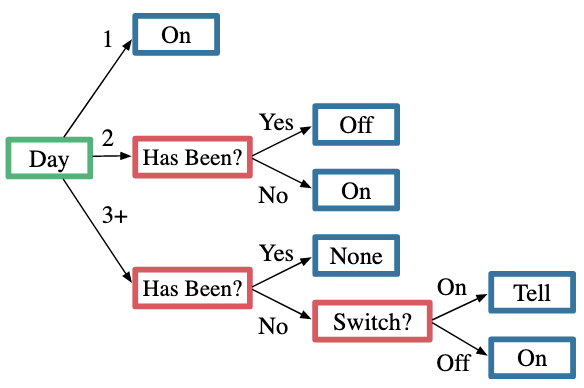 1
On
Day
2
Has Been?
Yes
Off
No
On
3+
Has Been?
Yes
None
No
Switch?
On
Tell
Off
On